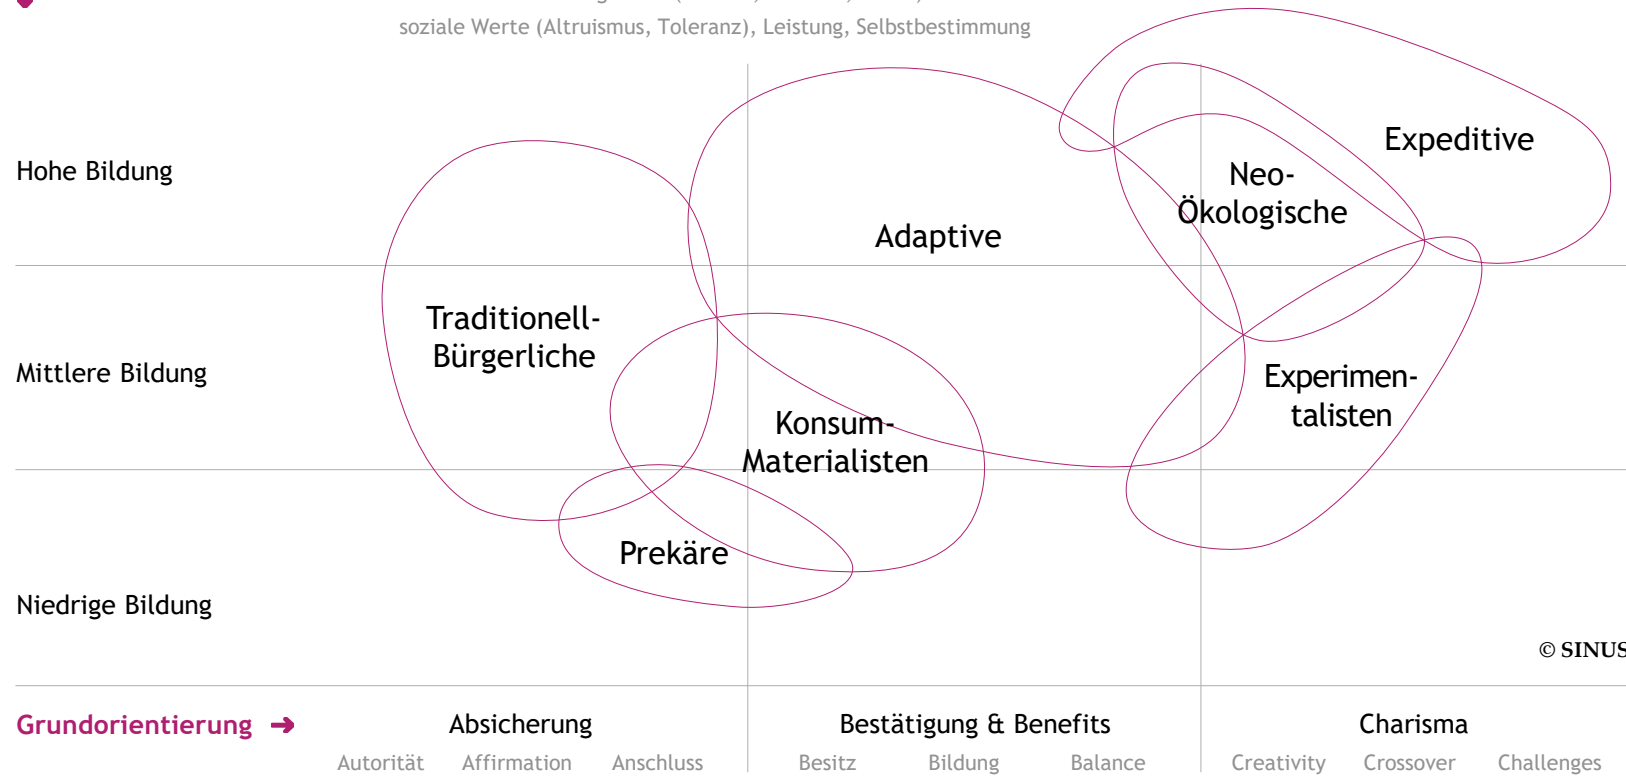 soziale Werte (Altruismus, Toleranz), Leistung, Selbstbestimmung
Expeditive
Hohe Bildung
Neo-
Ökologische
Adaptive
Traditionell-
Bürgerliche
Mittlere Bildung
Experimen-
talisten
Konsum-
Materialisten
Prekäre
Niedrige Bildung
© SINUS
Grundorientierung ➜ Absicherung Bestätigung & Benefits Charisma
Autorität Affirmation Anschluss Besitz Bildung Balance Creativity Crossover Challenges